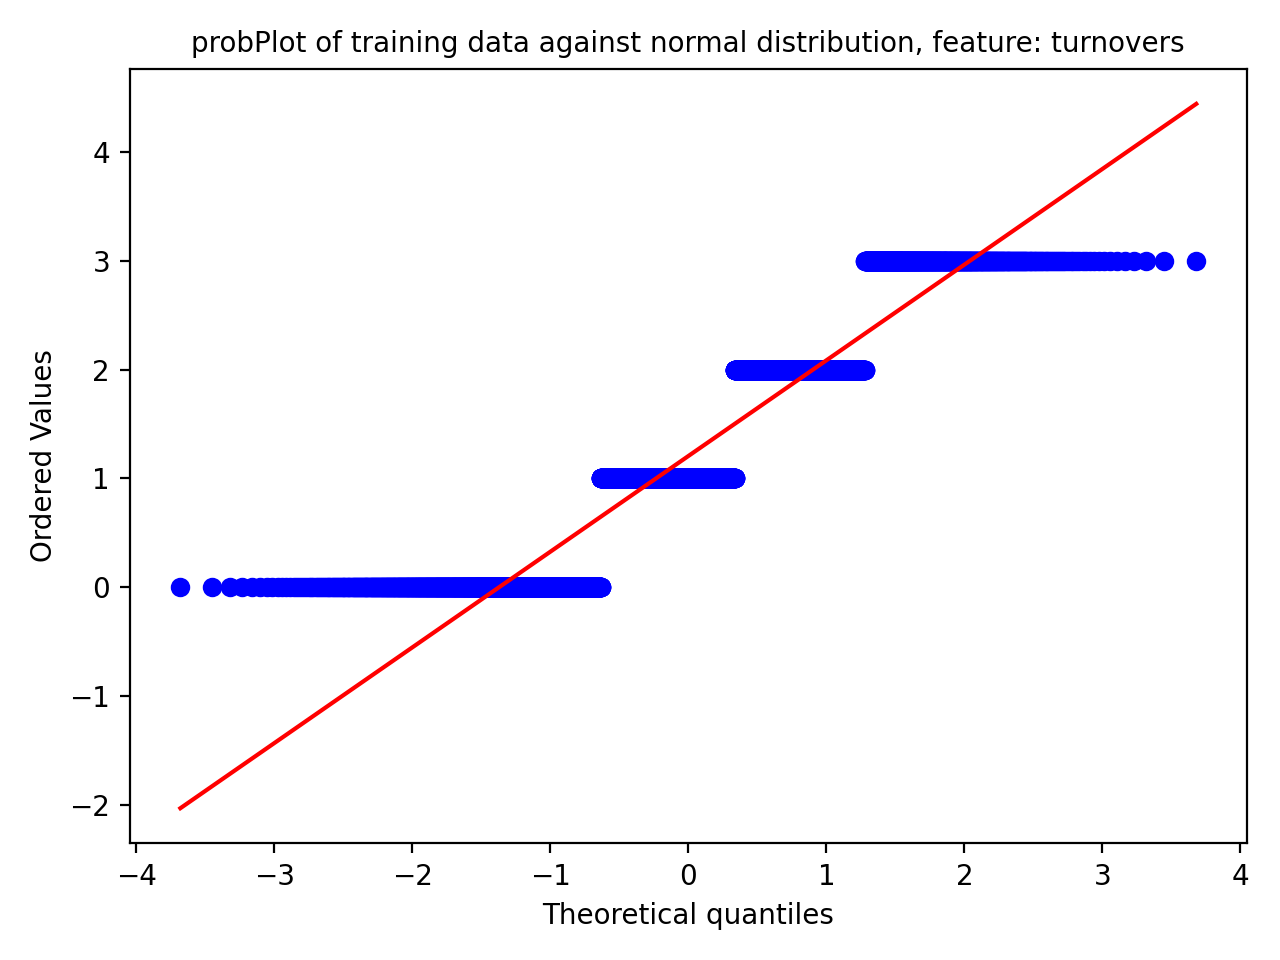 probPlot of training data against normal distribution, feature: turnovers
4
3
2
1
0
−1
−2
Ordered Values
−4 −3 −2 −1 0 1 2 3 4
Theoretical quantiles